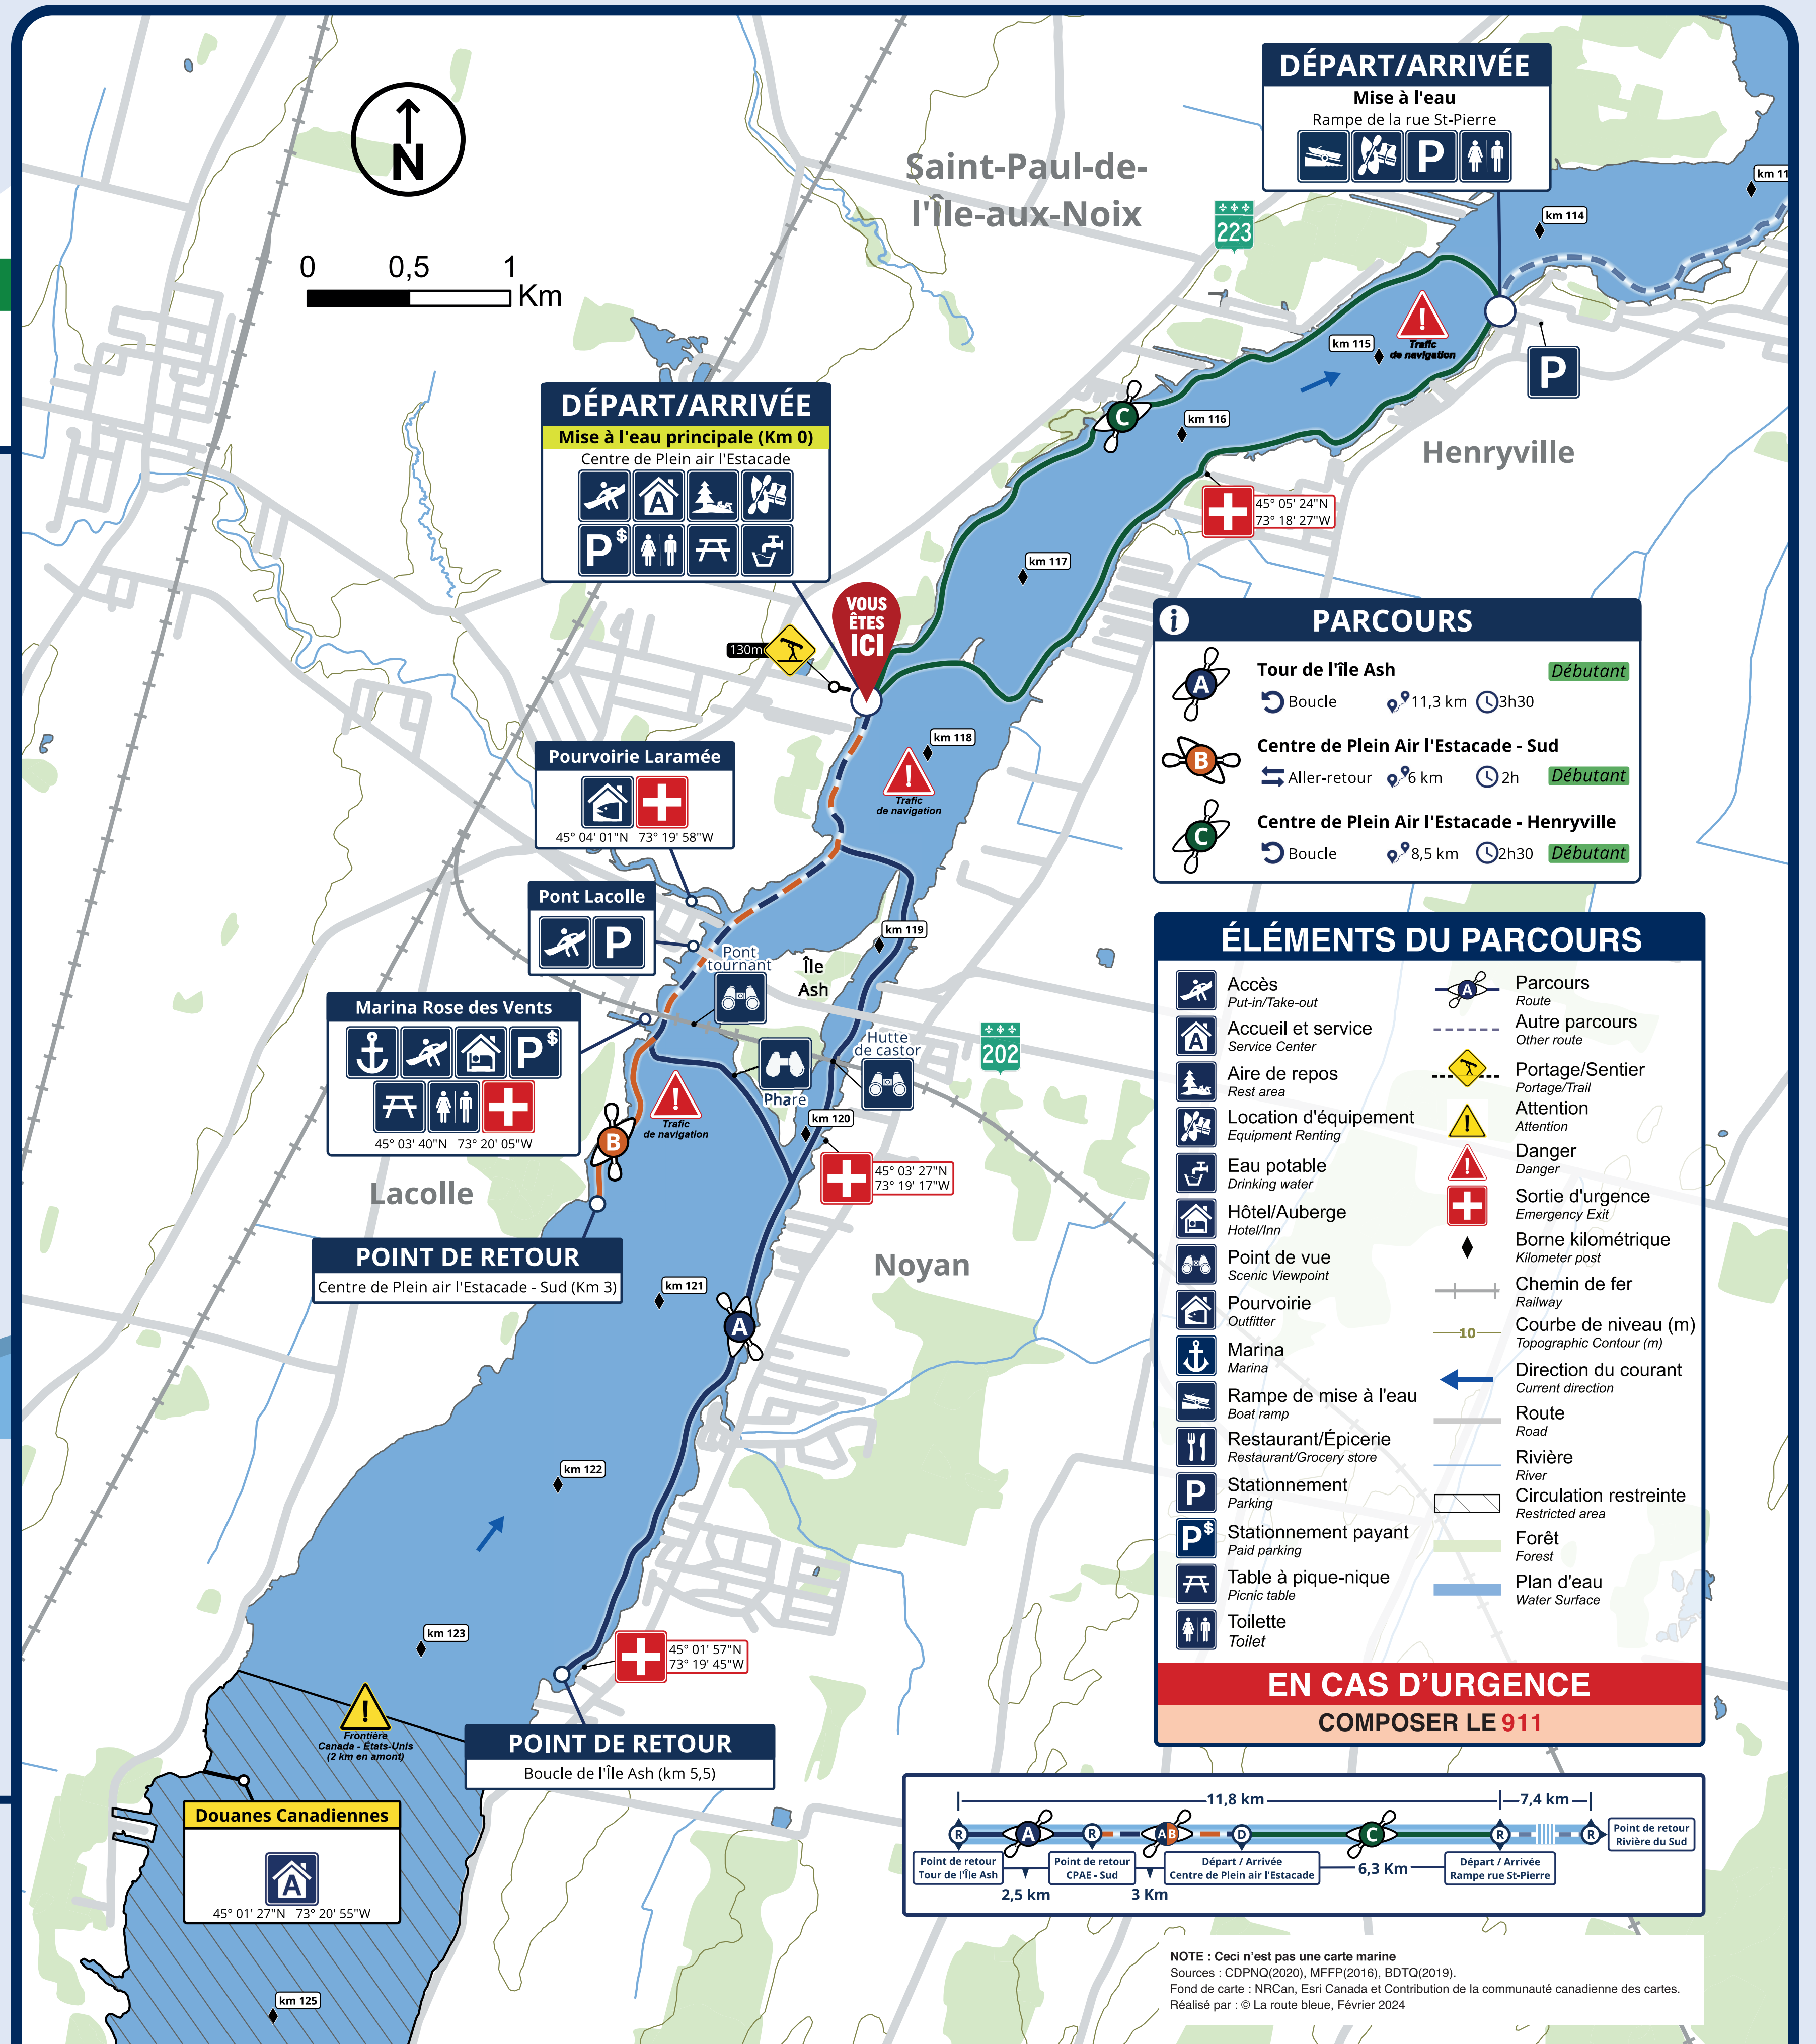 N
0 0,5 1 Km
Saint-Paul-de-
l'Île-aux-Noix
223
DÉPART/ARRIVÉE
Mise à l'eau
Rampe de la rue St-Pierre
P
km 11
km 114
km 115
Trafic
de navigation
P
km 116
C
Henryville
45° 05' 24"N
73° 18' 27"W
DÉPART/ARRIVÉE
Mise à l'eau principale (Km 0)
Centre de Plein air l'Estacade
A
P$
km 117
VOUS
ÊTES
ICI
130m
km 118
Trafic
de navigation
Pourvoirie Laramée
45° 04' 01"N 73° 19' 58"W
Pont Lacolle
P
Pont
tournant
Île
Ash
km 119
Marina Rose des Vents
P$
45° 03' 40"N 73° 20' 05"W
Hutte
de castor
202
Phare
Trafic
de navigation
B
km 120
45° 03' 27"N
73° 19' 17"W
Lacolle
POINT DE RETOUR
Centre de Plein air l'Estacade - Sud (Km 3)
Noyan
km 121
A
km 122
km 123
45° 01' 57"N
73° 19' 45"W
Frontière
Canada - États-Unis
(2 km en amont)
POINT DE RETOUR
Boucle de l'Île Ash (km 5,5)
Douanes Canadiennes
A
45° 01' 27"N 73° 20' 55"W
km 125
i PARCOURS
A
Tour de l'île Ash Débutant
Boucle 11,3 km 3h30
B
Centre de Plein Air l'Estacade - Sud
Aller-retour 6 km 2h Débutant
C
Centre de Plein Air l'Estacade - Henryville
Boucle 8,5 km 2h30 Débutant
ÉLÉMENTS DU PARCOURS
Accès
Put-in/Take-out
A Accueil et service
Service Center
Aire de repos
Rest area
Location d'équipement
Equipment Renting
Eau potable
Drinking water
Hôtel/Auberge
Hotel/Inn
Point de vue
Scenic Viewpoint
Pourvoirie
Outfitter
Marina
Marina
Rampe de mise à l'eau
Boat ramp
Restaurant/Épicerie
Restaurant/Grocery store
P Stationnement
Parking
P$ Stationnement payant
Paid parking
Table à pique-nique
Picnic table
Toilette
Toilet
A Parcours
Route
Autre parcours
Other route
Portage/Sentier
Portage/Trail
Attention
Attention
Danger
Danger
Sortie d'urgence
Emergency Exit
Borne kilométrique
Kilometer post
Chemin de fer
Railway
10 Courbe de niveau (m)
Topographic Contour (m)
Direction du courant
Current direction
Route
Road
Rivière
River
Circulation restreinte
Restricted area
Forêt
Forest
Plan d'eau
Water Surface
EN CAS D'URGENCE
COMPOSER LE 911
11,8 km 7,4 km
R A R A B D C R R
Point de retour
Rivière du Sud
Point de retour
Tour de l'Île Ash
Point de retour
CPAE - Sud
Départ / Arrivée
Centre de Plein air l'Estacade
6,3 Km
Départ / Arrivée
Rampe rue St-Pierre
2,5 km 3 Km
NOTE : Ceci n'est pas une carte marine
Sources : CDPNQ(2020), MFFP(2016), BDTQ(2019).
Fond de carte : NRCan, Esri Canada et Contribution de la communauté canadienne des cartes.
Réalisé par : © La route bleue, Février 2024